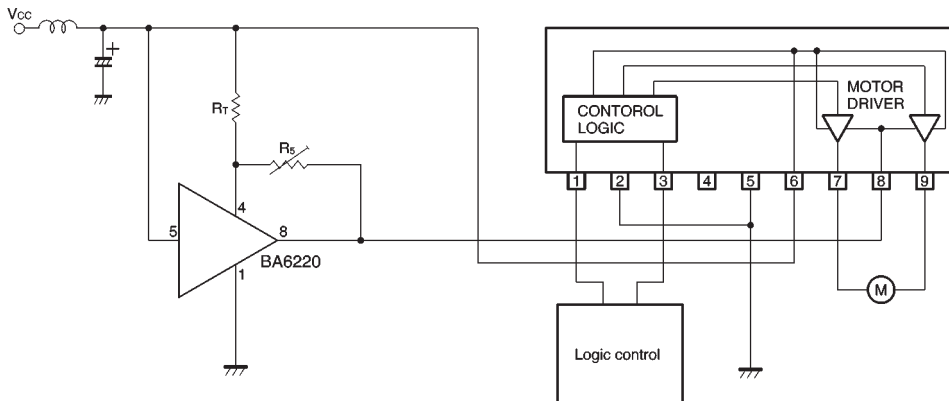 VCC
+
RT
R5
4
5
8
BA6220
1
CONTOROL
LOGIC
MOTOR
DRIVER
1 2 3 4 5 6 7 8 9
M
Logic control